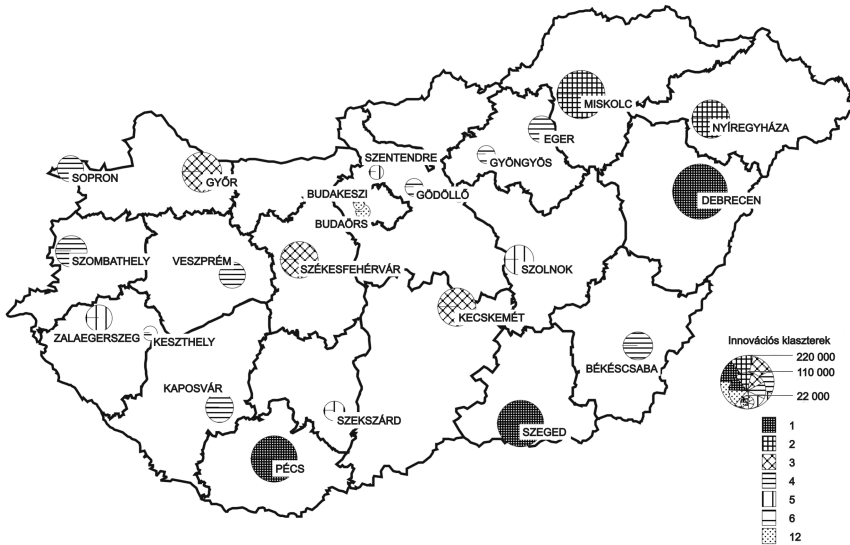 MISKOLC
NYÍREGYHÁZA
EGER
SZENTENDRE
GYÖNGYÖS
SOPRON
GYŐR
BUDAKESZI
GÖDÖLLŐ
DEBRECEN
BUDAÖRS
SZOMBATHELY
VESZPRÉM
SZÉKESFEHÉRVÁR
SZOLNOK
KECSKEMÉT
ZALAEGERSZEG
KESZTHELY
BÉKÉSCSABA
KAPOSVÁR
SZEKSZÁRD
SZEGED
PÉCS
Innovációs klaszterek
220 000
110 000
22 000
1
2
3
4
5
6
12